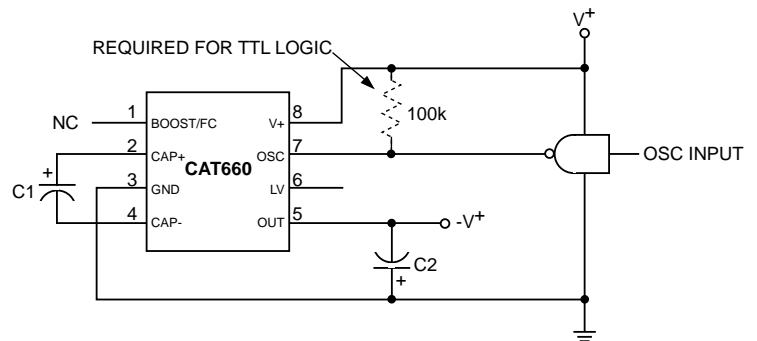 V+
REQUIRED FOR TTL LOGIC
100k
NC
1
BOOST/FC
V+
8
2
CAP+
CAT660
OSC
7
OSC INPUT
+
C1
3
GND
LV
6
4
CAP-
OUT
5
-V+
C2
+